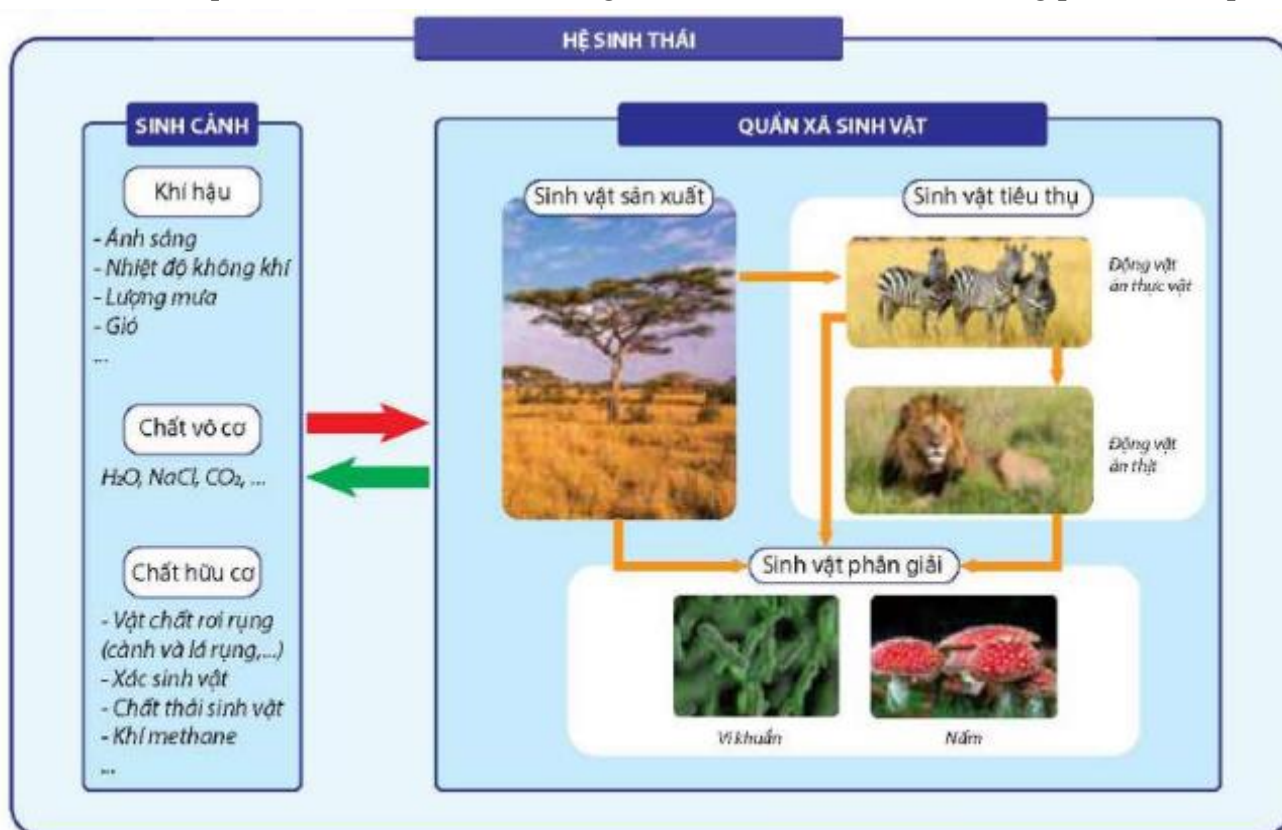 HỆ SINH THÁI
SINH CẢNH
Khí hậu
- Ánh sáng
- Nhiệt độ không khí
- Lượng mưa
- Gió
...
Chất vô cơ
H₂O, NaCl, CO₂, ...
Chất hữu cơ
- Vật chất rơi rụng
(cành và lá rụng,...)
- Xác sinh vật
- Chất thải sinh vật
- Khí methane
...
QUẦN XÃ SINH VẬT
Sinh vật sản xuất
Sinh vật tiêu thụ
Động vật
ăn thực vật
Động vật
ăn thịt
Sinh vật phân giải
Vi khuẩn
Nấm